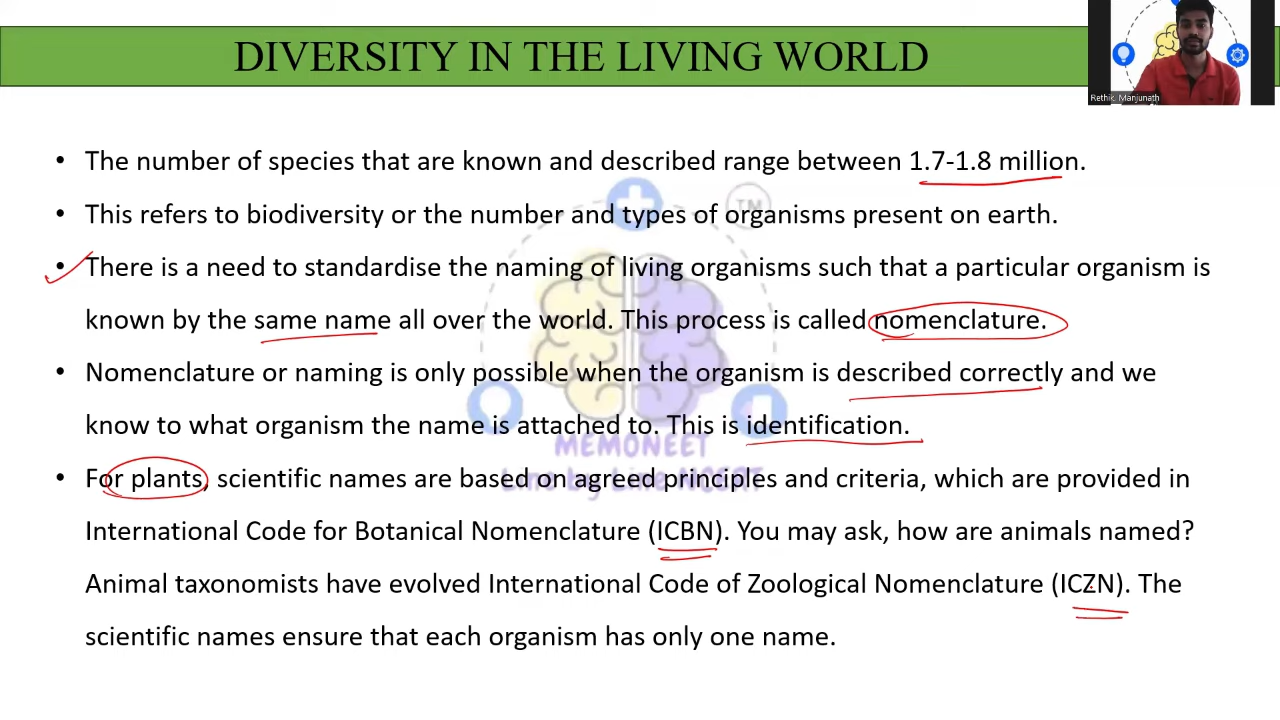 DIVERSITY IN THE LIVING WORLD
Rethic Manjunath
• The number of species that are known and described range between 1.7-1.8 million.
TM
• This refers to biodiversity or the number and types of organisms present on earth.
• There is a need to standardise the naming of living organisms such that a particular organism is
known by the same name all over the world. This process is called nomenclature.
• Nomenclature or naming is only possible when the organism is described correctly and we
know to what organism the name is attached to. This is identification.
MEMONEET
• For plants, scientific names are based on agreed principles and criteria, which are provided in
Line by Line NCERT
International Code for Botanical Nomenclature (ICBN). You may ask, how are animals named?
Animal taxonomists have evolved International Code of Zoological Nomenclature (ICZN). The
scientific names ensure that each organism has only one name.